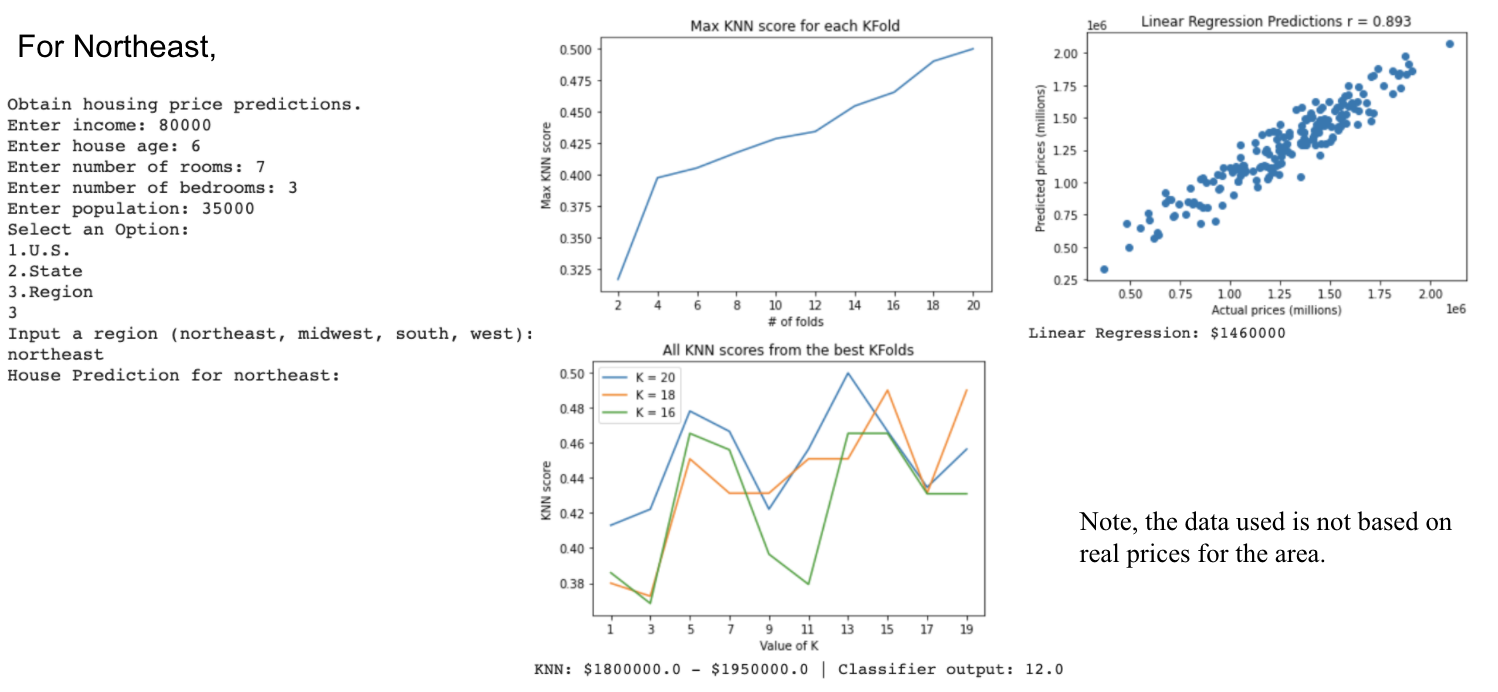 For Northeast,
Obtain housing price predictions.
Enter income: 80000
Enter house age: 6
Enter number of rooms: 7
Enter number of bedrooms: 3
Enter population: 35000
Select an Option:
1.U.S.
2.State
3.Region
3
Input a region (northeast, midwest, south, west):
northeast
House Prediction for northeast:
Max KNN score for each KFold
Max KNN score
0.500
0.475
0.450
0.425
0.400
0.375
0.350
0.325
2 4 6 8 10 12 14 16 18 20
# of folds
All KNN scores from the best KFolds
KNN score
0.50
0.48
0.46
0.44
0.42
0.40
0.38
K = 20
K = 18
K = 16
1 3 5 7 9 11 13 15 17 19
Value of K
KNN: $1800000.0 - $1950000.0 | Classifier output: 12.0
Linear Regression Predictions r = 0.893
1e6
Predicted prices (millions)
2.00
1.75
1.50
1.25
1.00
0.75
0.50
0.25
0.50 0.75 1.00 1.25 1.50 1.75 2.00
Actual prices (millions)
1e6
Linear Regression: $1460000
Note, the data used is not based on
real prices for the area.